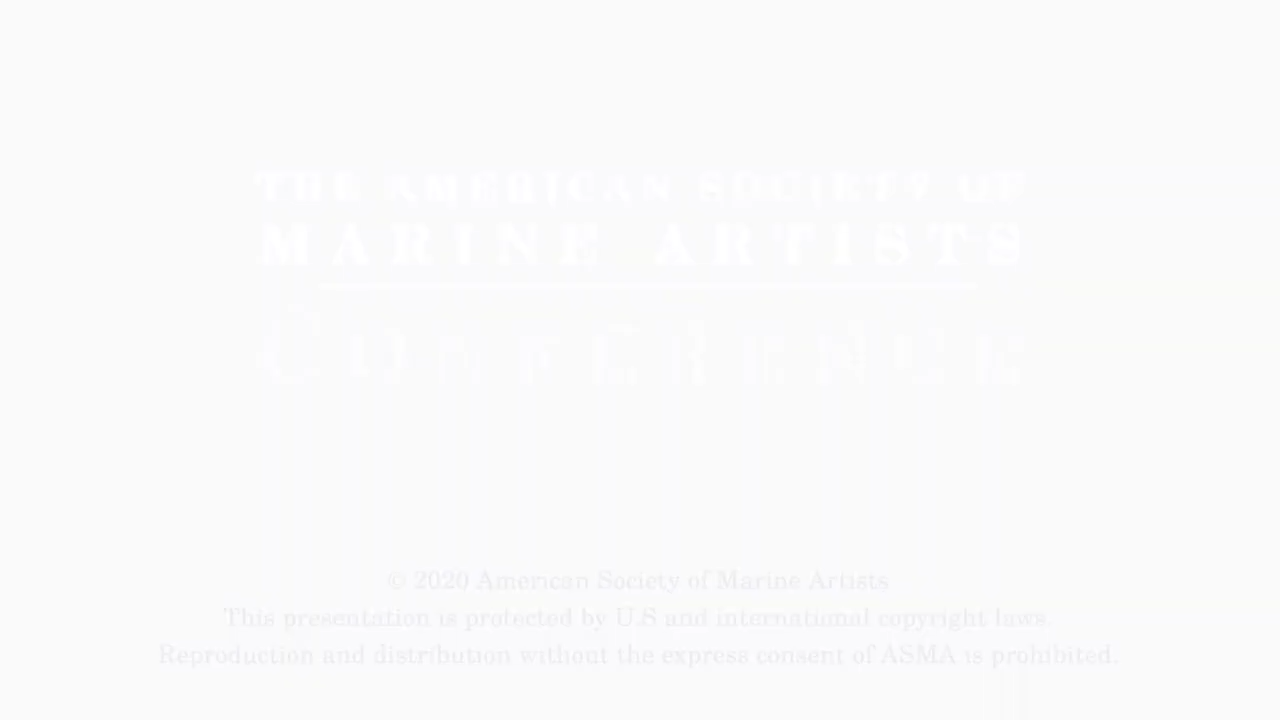 THE AMERICAN SOCIETY OF
MARINE ARTISTS
CONFERENCE
© 2020 American Society of Marine Artists
This presentation is protected by U.S and international copyright laws.
Reproduction and distribution without the express consent of ASMA is prohibited.